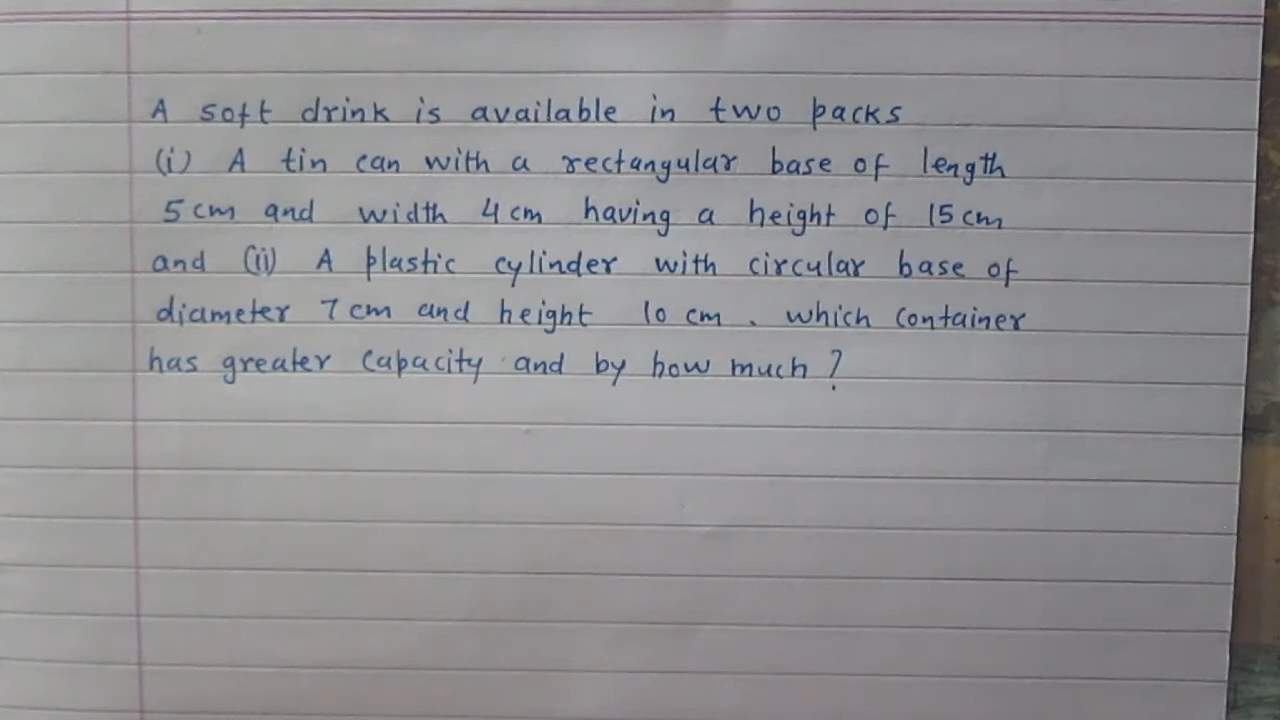 A soft drink is available in two packs
(i) A tin can with a rectangular base of length
5 cm and width 4 cm having a height of 15 cm
and (ii) A plastic cylinder with circular base of
diameter 7 cm and height 10 cm . which container
has greater capacity and by how much ?